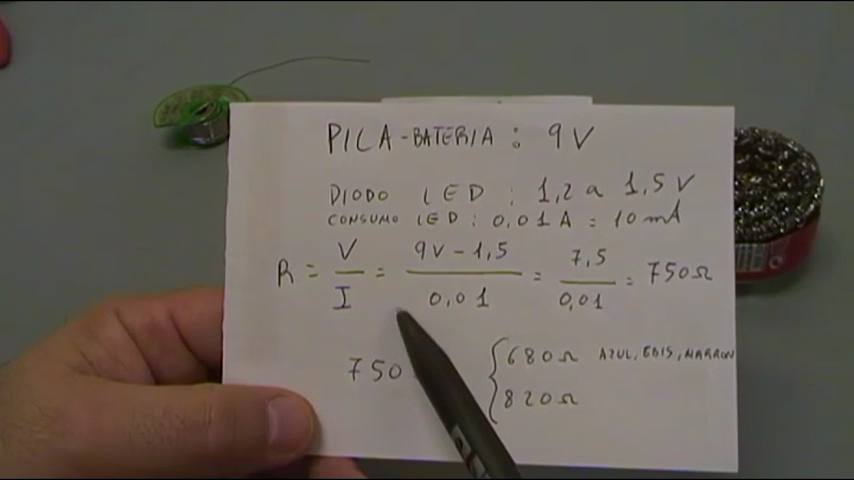 PILA-BATERIA: 9V
DIODO LED: 1,2 a 1,5 V
CONSUMO LED: 0,01 A = 10 mA
R = V/I = 9V-1,5/0,01 = 7,5/0,01 = 750Ω
750 { 680Ω AZUL, GRIS, MARRON
820Ω